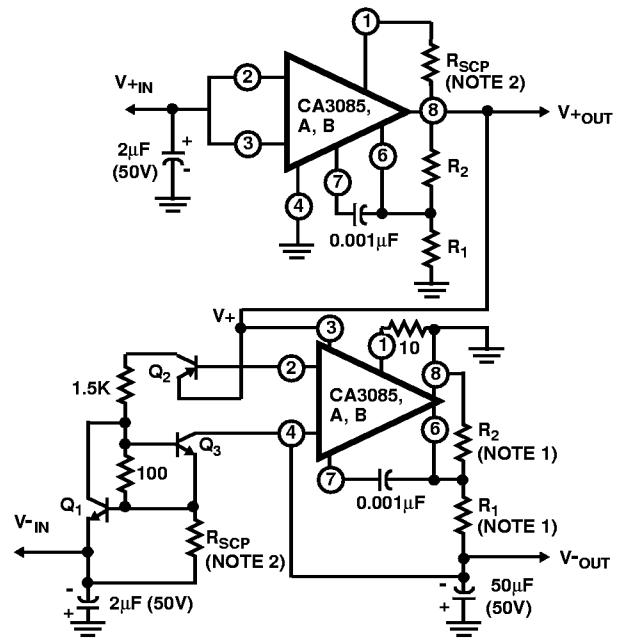 1
R_SCP
(NOTE 2)
2
V+IN
CA3085,
A, B
8
V+OUT
3
2μF
(50V)
+
-
6
7
R2
4
0.001μF
R1
V+
3
1
10
Q2
2
8
1.5K
CA3085,
A, B
Q3
4
6
R2
(NOTE 1)
100
7
0.001μF
Q1
R1
(NOTE 1)
V-IN
RSCP
(NOTE 2)
V-OUT
-
+
2μF (50V)
-
+
50μF
(50V)